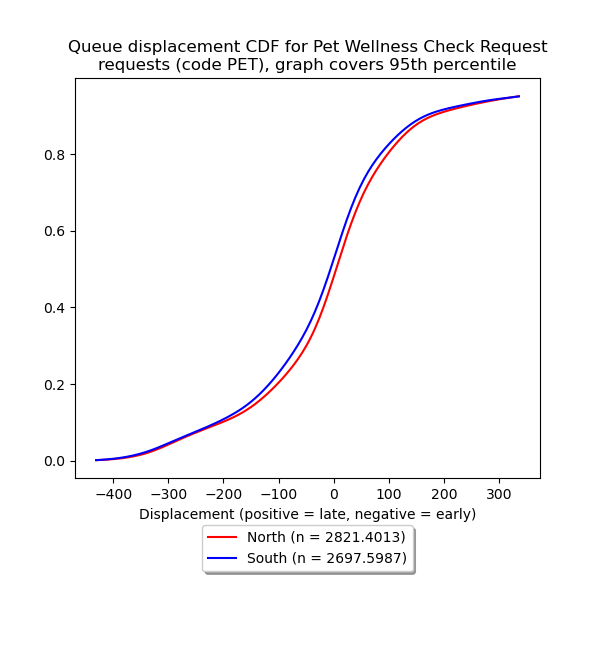 Queue displacement CDF for Pet Wellness Check Request
requests (code PET), graph covers 95th percentile
0.8
0.6
0.4
0.2
0.0
−400 −300 −200 −100 0 100 200 300
Displacement (positive = late, negative = early)
North (n = 2821.4013)
South (n = 2697.5987)